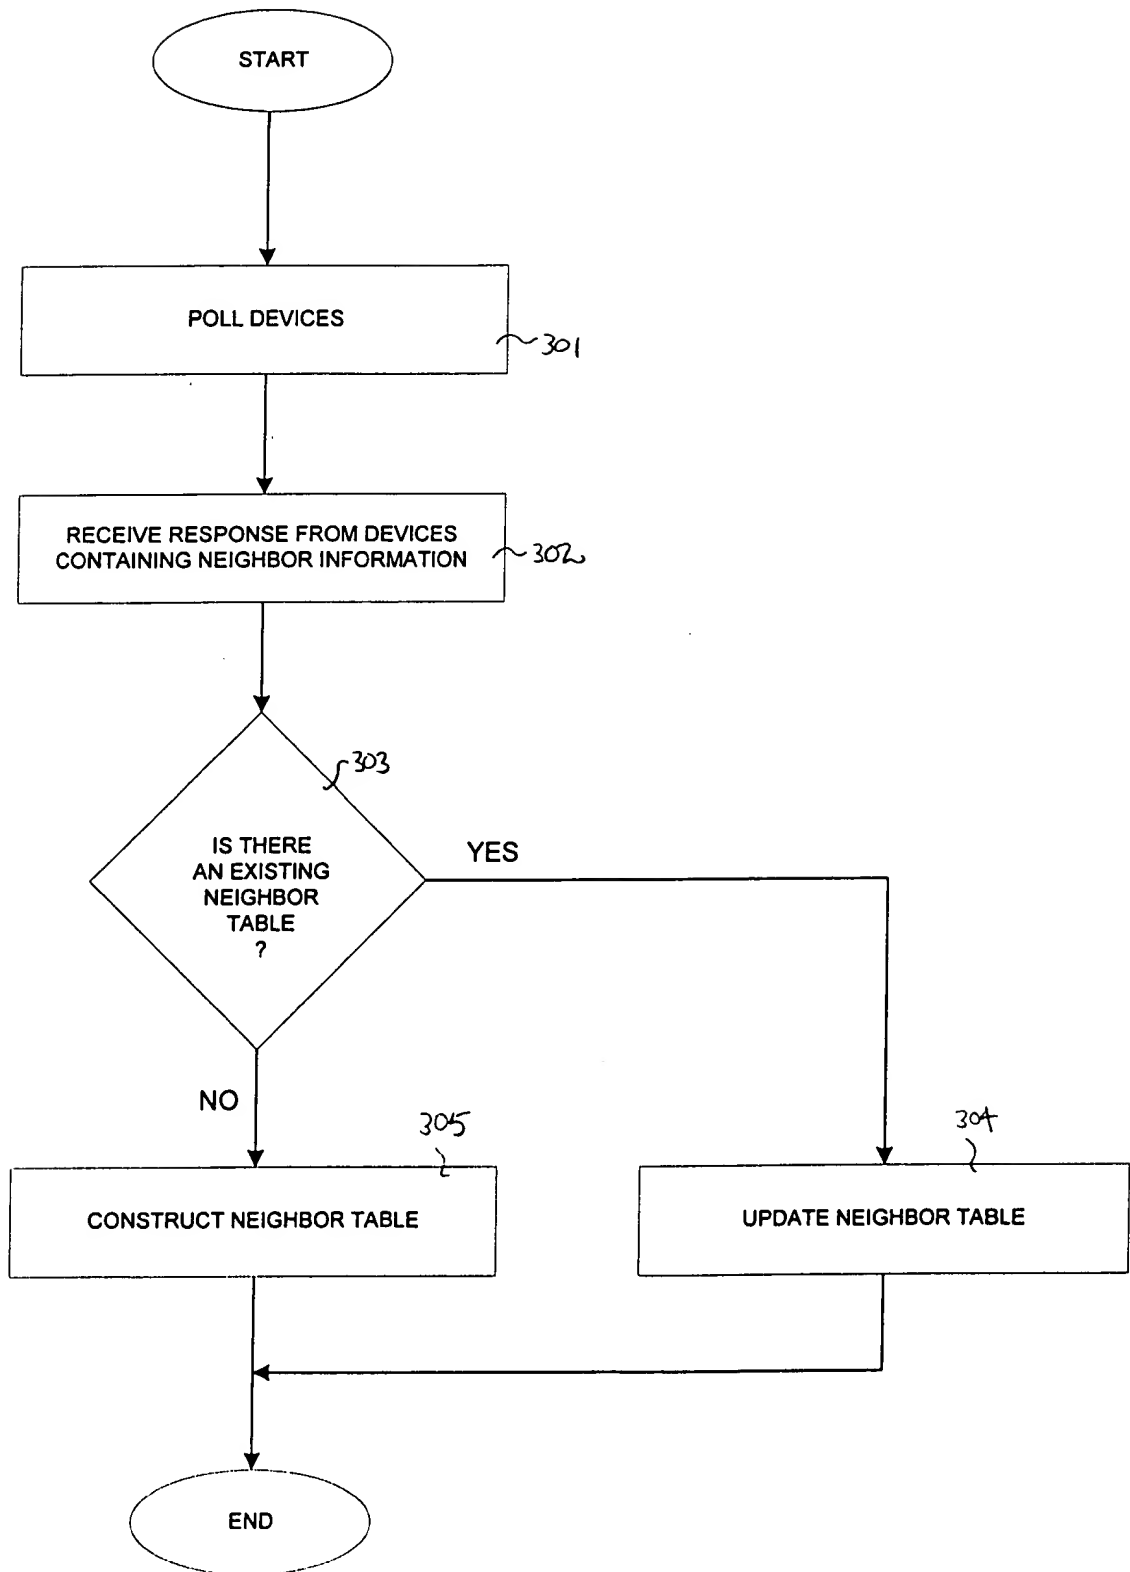 START
POLL DEVICES
301
RECEIVE RESPONSE FROM DEVICES
CONTAINING NEIGHBOR INFORMATION
302
303
IS THERE
AN EXISTING
NEIGHBOR
TABLE
?
YES
NO
305
304
CONSTRUCT NEIGHBOR TABLE
UPDATE NEIGHBOR TABLE
END